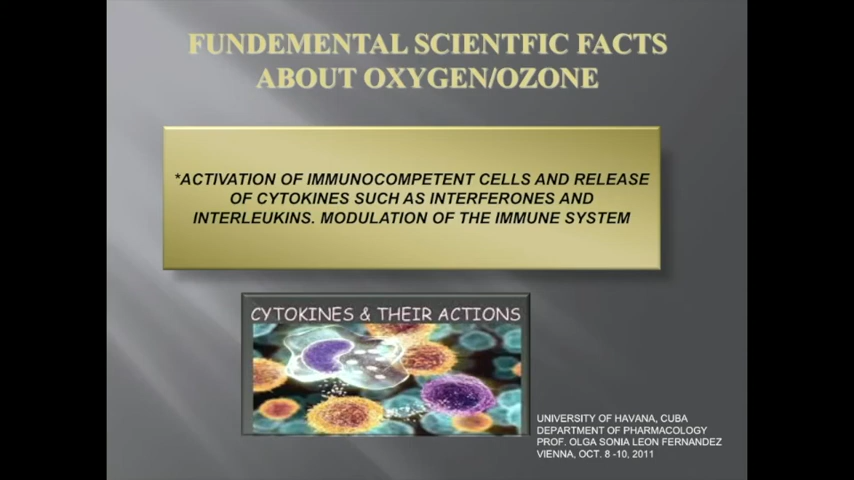 FUNDEMENTAL SCIENTFIC FACTS
ABOUT OXYGEN/OZONE
*ACTIVATION OF IMMUNOCOMPETENT CELLS AND RELEASE
OF CYTOKINES SUCH AS INTERFERONES AND
INTERLEUKINS. MODULATION OF THE IMMUNE SYSTEM
CYTOKINES & THEIR ACTIONS
UNIVERSITY OF HAVANA, CUBA
DEPARTMENT OF PHARMACOLOGY
PROF. OLGA SONIA LEON FERNANDEZ
VIENNA, OCT. 8 -10, 2011